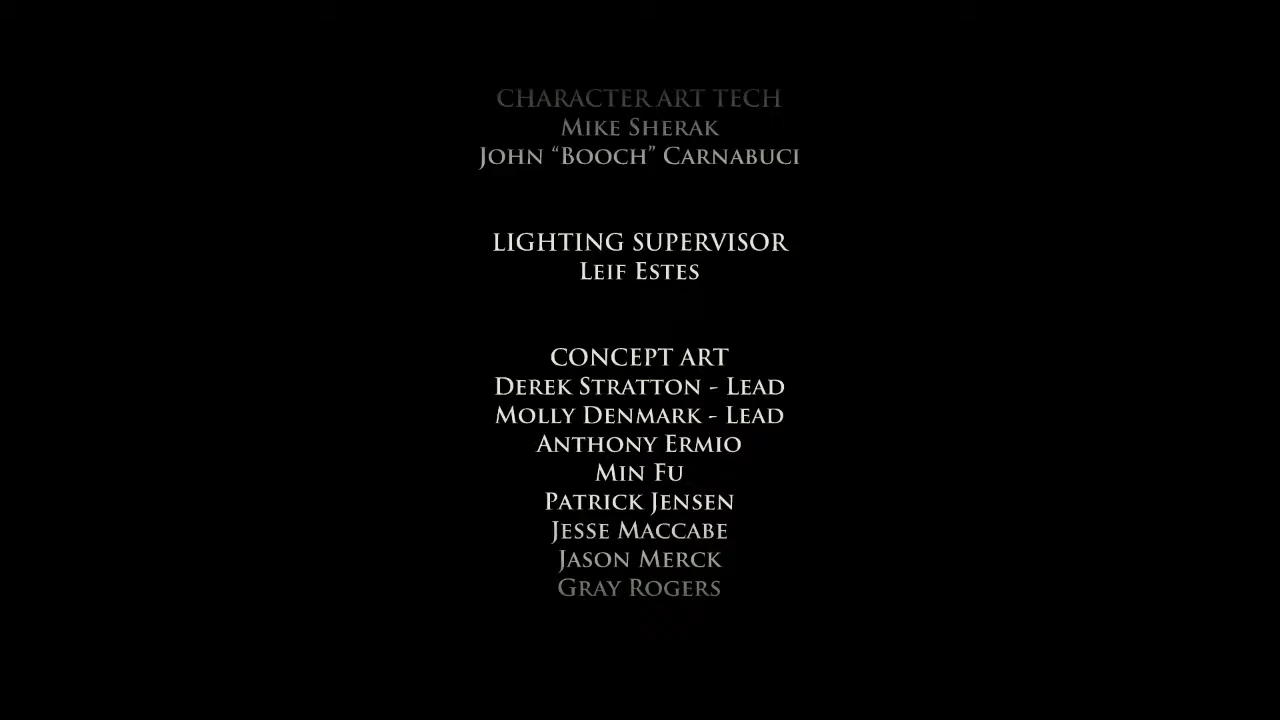 CHARACTER ART TECH
MIKE SHERAK
JOHN “BOOCH” CARNABUCI
LIGHTING SUPERVISOR
LEIF ESTES
CONCEPT ART
DEREK STRATTON - LEAD
MOLLY DENMARK - LEAD
ANTHONY ERMIO
MIN FU
PATRICK JENSEN
JESSE MACCABE
JASON MERCK
GRAY ROGERS